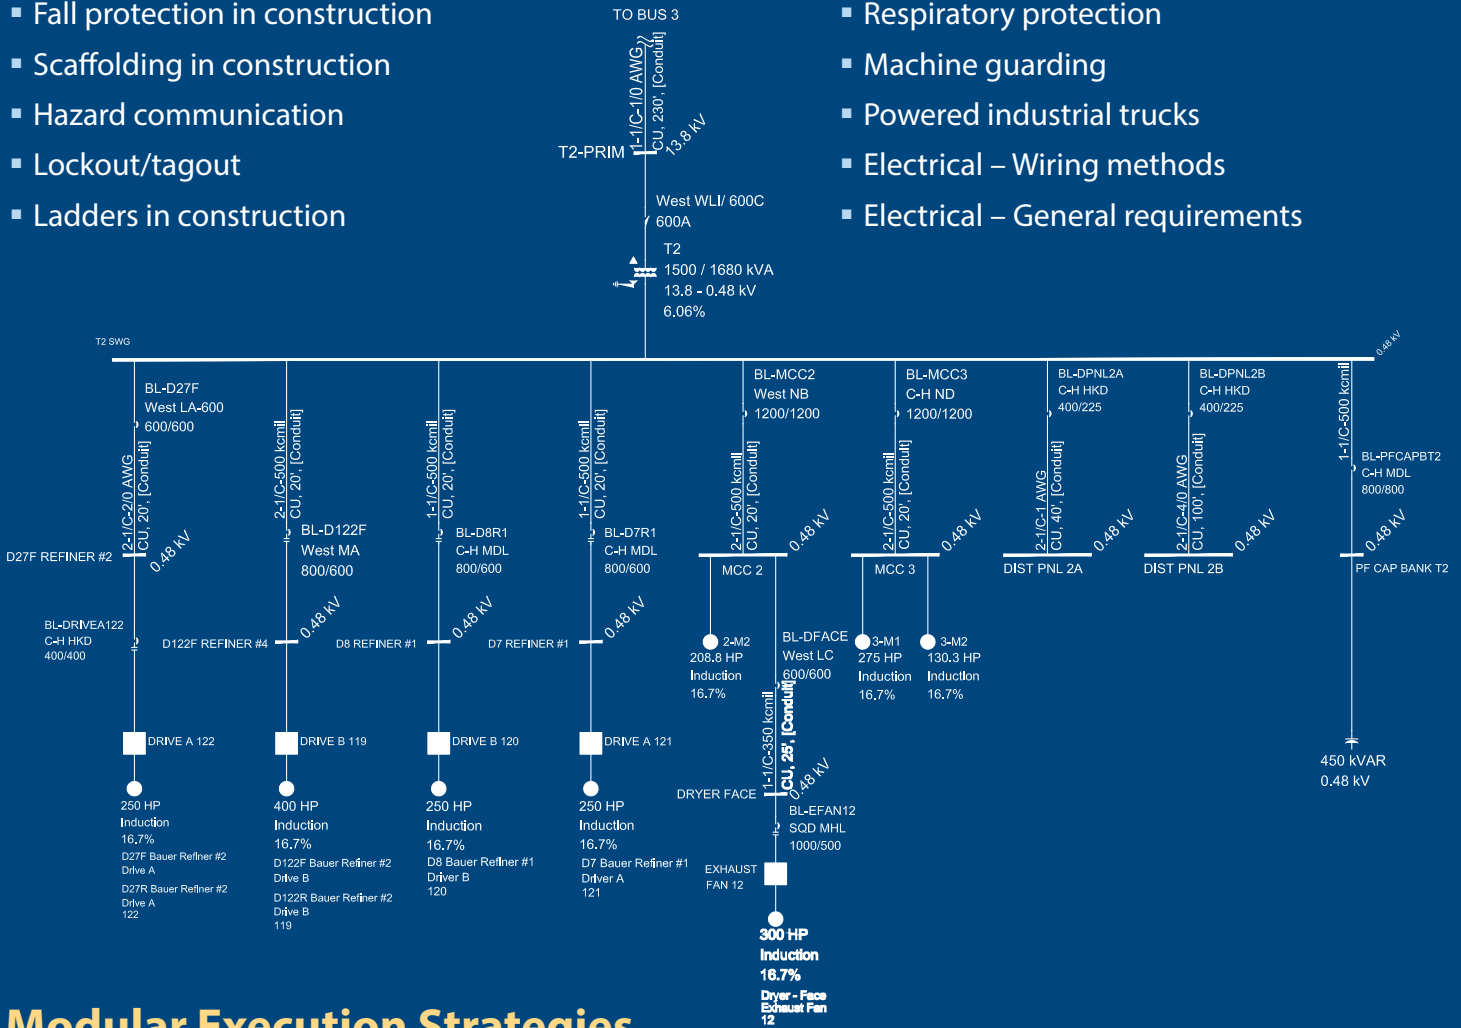 ▪ Fall protection in construction
▪ Scaffolding in construction
▪ Hazard communication
▪ Lockout/tagout
▪ Ladders in construction
▪ Respiratory protection
▪ Machine guarding
▪ Powered industrial trucks
▪ Electrical – Wiring methods
▪ Electrical – General requirements
TO BUS 3
1-1/C-1/0 AWG
CU, 230', [Conduit]
13.8 kV
T2-PRIM
West WLI/ 600C
600A
T2
1500 / 1680 kVA
13.8 - 0.48 kV
6.06%
T2 SWG
0.48 kV
BL-D27F
West LA-600
600/600
2-1/C-2/0 AWG
CU, 20', [Conduit]
D27F REFINER #2
0.48 kV
BL-DRIVEA122
C-H HKD
400/400
DRIVE A 122
250 HP
Induction
16.7%
D27F Bauer Refiner #2
Drive A
D27R Bauer Refiner #2
Drive A
122
2-1/C-500 kcmil
CU, 20', [Conduit]
BL-D122F
West MA
800/600
D122F REFINER #4
0.48 kV
DRIVE B 119
400 HP
Induction
16.7%
D122F Bauer Refiner #2
Drive B
D122R Bauer Refiner #2
Drive B
119
1-1/C-500 kcmil
CU, 20', [Conduit]
BL-D8R1
C-H MDL
800/600
D8 REFINER #1
0.48 kV
DRIVE B 120
250 HP
Induction
16.7%
D8 Bauer Refiner #1
Driver B
120
1-1/C-500 kcmil
CU, 20', [Conduit]
BL-D7R1
C-H MDL
800/600
D7 REFINER #1
0.48 kV
DRIVE A 121
250 HP
Induction
16.7%
D7 Bauer Refiner #1
Driver A
121
BL-MCC2
West NB
1200/1200
2-1/C-500 kcmil
CU, 20', [Conduit]
0.48 kV
MCC 2
2-M2
208.8 HP
Induction
16.7%
BL-DFACE
West LC
600/600
1-1/C-350 kcmil
CU, 25', [Conduit]
0.48 kV
DRYER FACE
BL-EFAN12
SQD MHL
1000/500
EXHAUST
FAN 12
300 HP
Induction
16.7%
Dryer - Face
Exhaust Fan
12
BL-MCC3
C-H ND
1200/1200
2-1/C-500 kcmil
CU, 20', [Conduit]
0.48 kV
MCC 3
3-M1
275 HP
Induction
16.7%
3-M2
130.3 HP
Induction
16.7%
BL-DPNL2A
C-H HKD
400/225
2-1/C-1 AWG
CU, 40', [Conduit]
0.48 kV
DIST PNL 2A
BL-DPNL2B
C-H HKD
400/225
2-1/C-4/0 AWG
CU, 100', [Conduit]
0.48 kV
DIST PNL 2B
1-1/C-500 kcmil
BL-PFCAPBT2
C-H MDL
800/800
0.48 kV
PF CAP BANK T2
450 kVAR
0.48 kV
Modular Execution Strategies